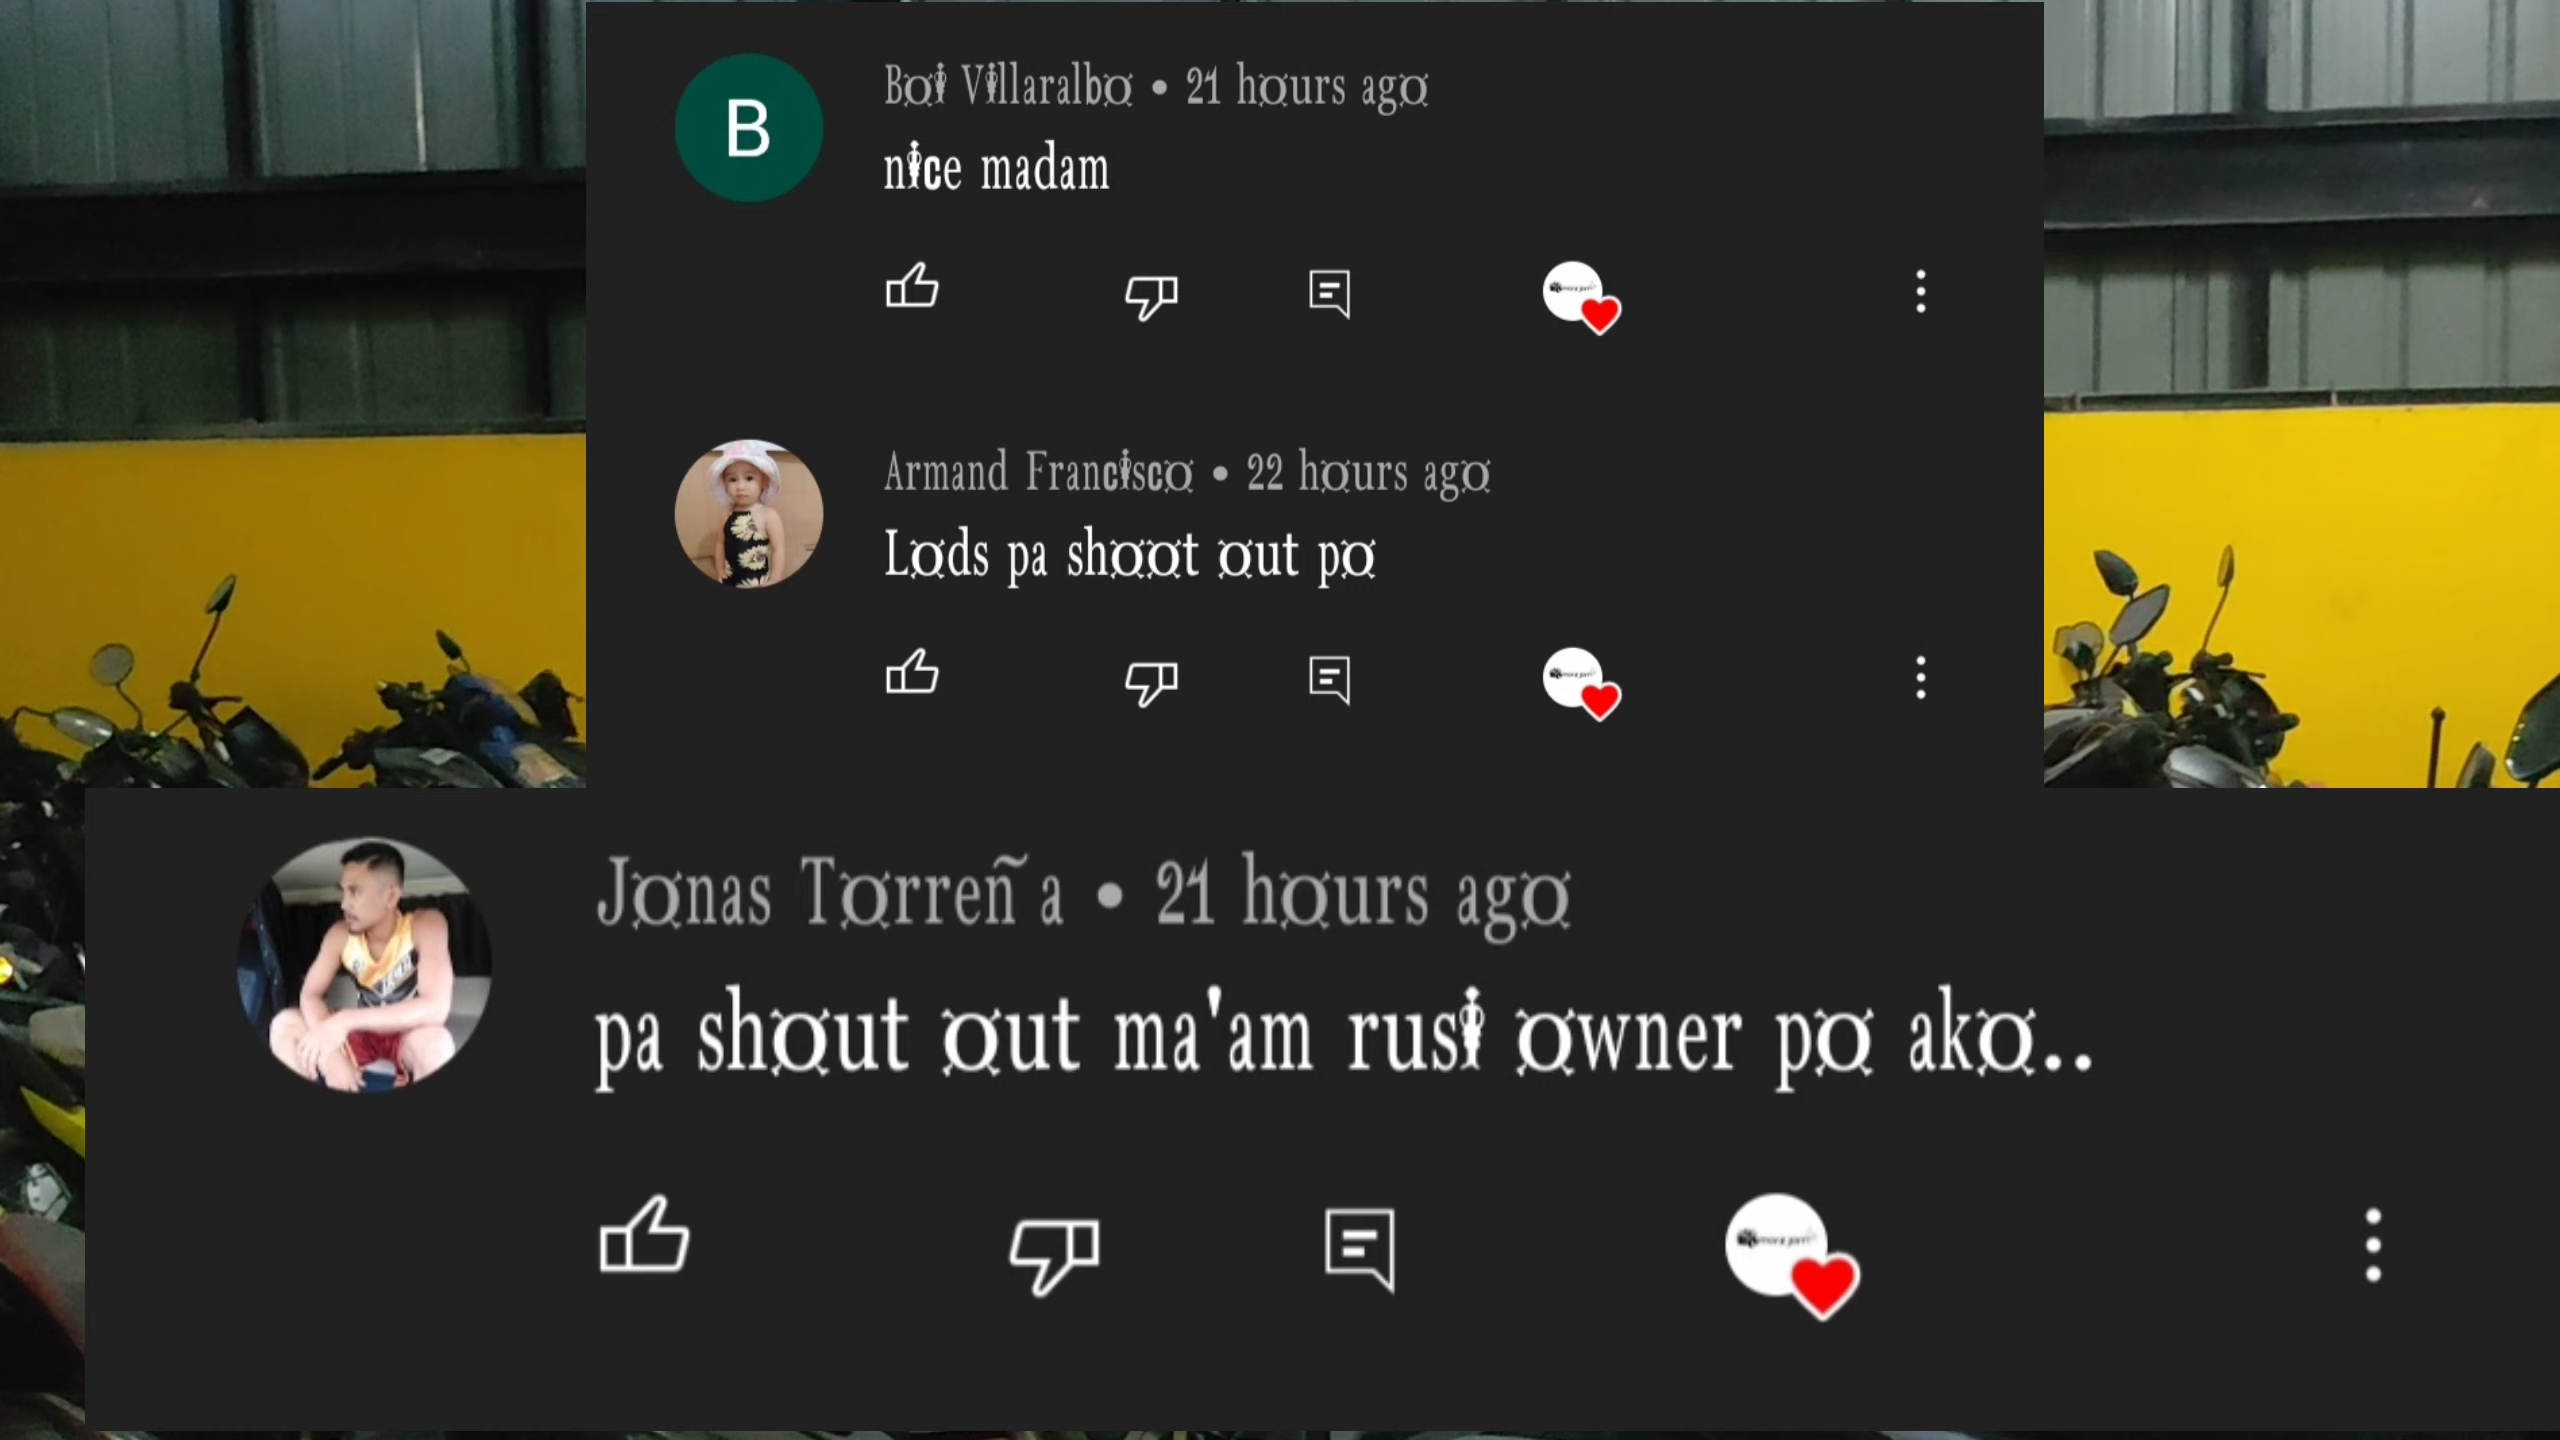 B
Boi Villaralbo • 21 hours ago
nice madam
Armand Francisco • 22 hours ago
Lods pa shoot out po
Jonas Torreña • 21 hours ago
pa shout out ma'am rusi owner po ako..